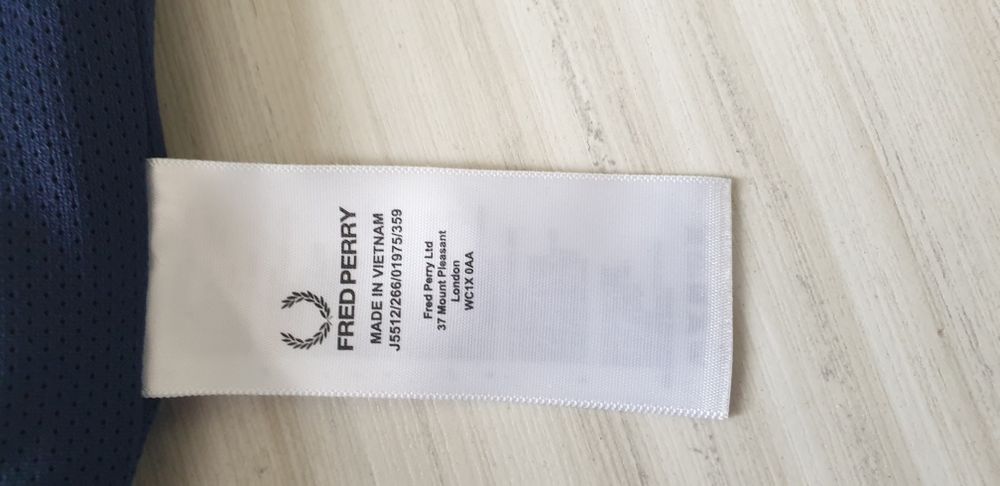 FRED PERRY
MADE IN VIETNAM
J5512/266/01975/359
Fred Perry Ltd
37 Mount Pleasant
London
WC1X 0AA